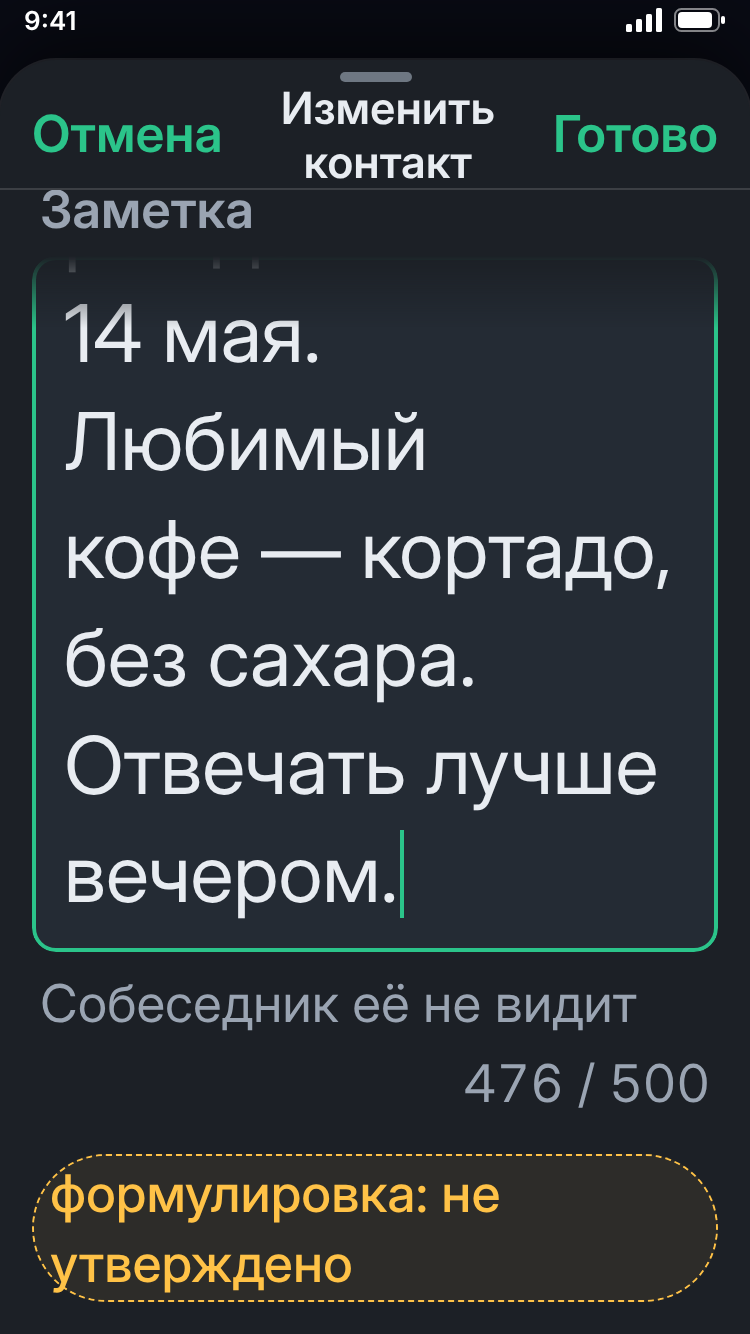 9:41
Отмена
Изменить
контакт
Готово
Заметка
14 мая.
Любимый
кофе — кортадо,
без сахара.
Отвечать лучше
вечером.
Собеседник её не видит
476 / 500
формулировка: не
утверждено